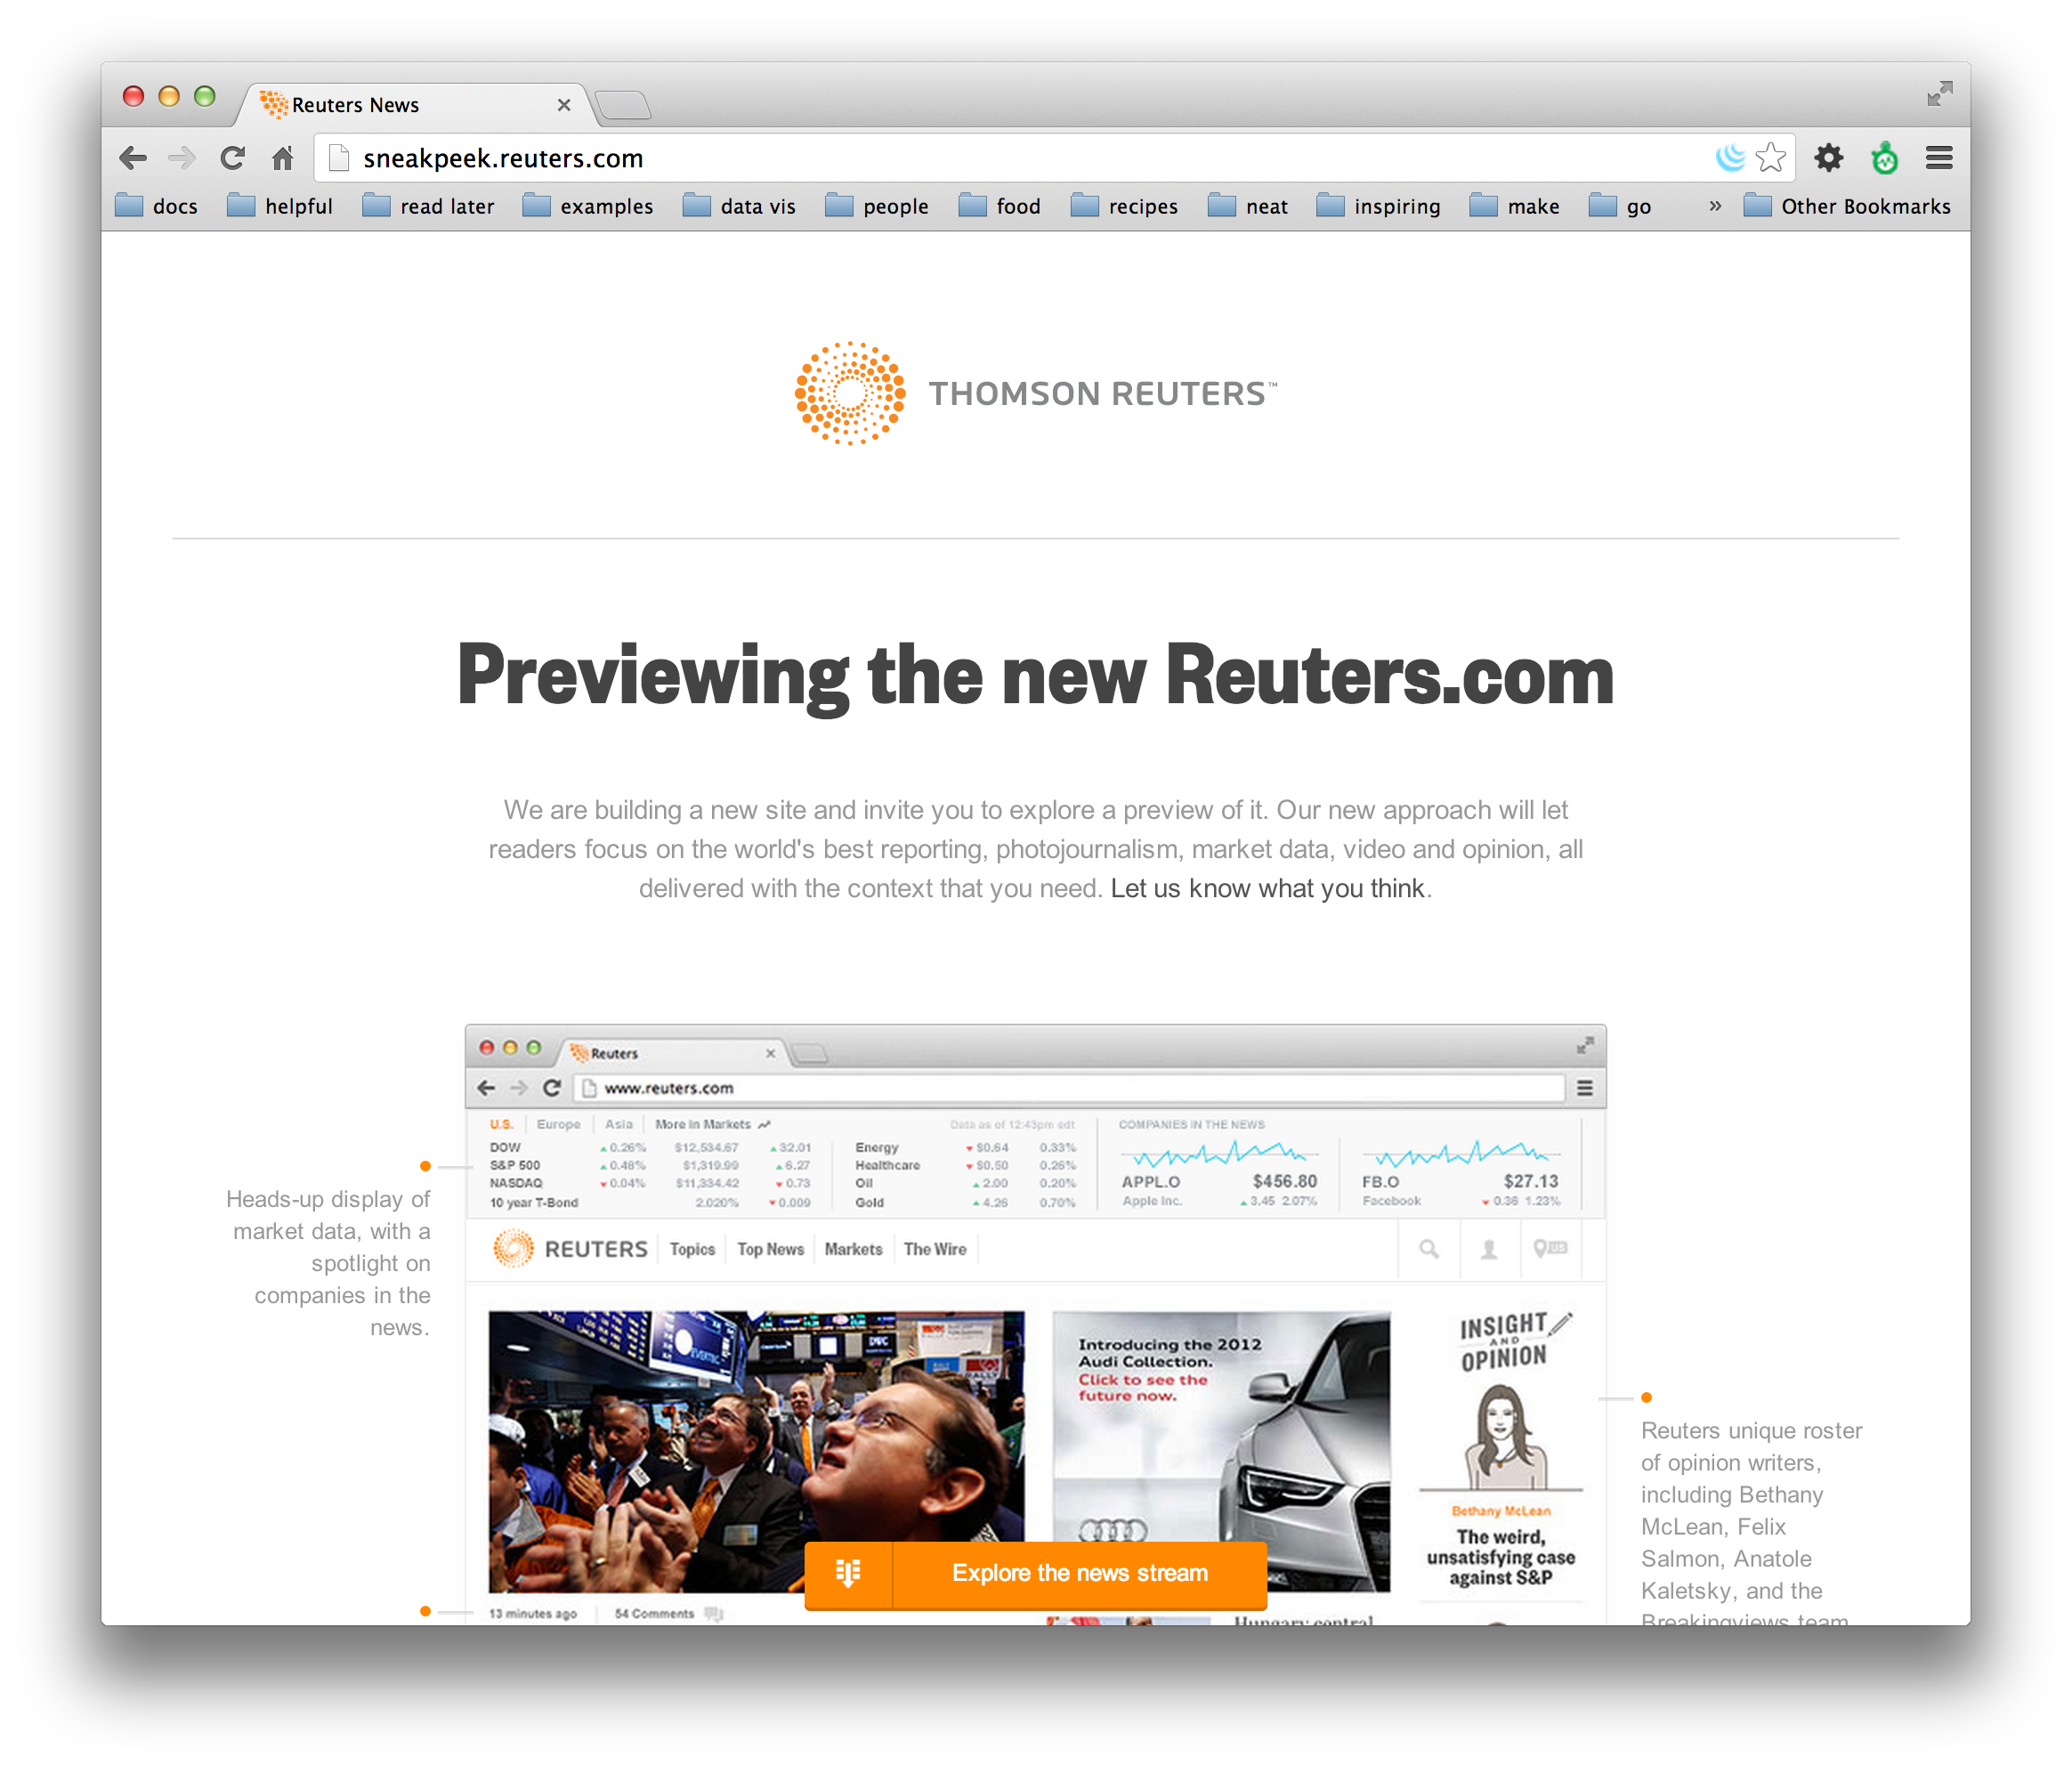 Reuters News
sneakpeek.reuters.com
docs helpful read later examples data vis people food recipes neat inspiring make go » Other Bookmarks
THOMSON REUTERS™
Previewing the new Reuters.com
We are building a new site and invite you to explore a preview of it. Our new approach will let
readers focus on the world's best reporting, photojournalism, market data, video and opinion, all
delivered with the context that you need. Let us know what you think.
Reuters
www.reuters.com
U.S. Europe Asia More in Markets Data as of 12:43pm edt COMPANIES IN THE NEWS
DOW 0.26% $12,534.67 32.01 Energy $0.64 0.33%
S&P 500 0.48% $1,319.99 6.27 Healthcare $0.50 0.26%
NASDAQ 0.04% $11,334.42 0.73 Oil 2.00 0.20%
10 year T-Bond 2.020% 0.009 Gold 4.26 0.70%
APPL.O $456.80 FB.O $27.13
Apple Inc. 3.45 2.07% Facebook 0.36 1.23%
Heads-up display of
market data, with a
spotlight on
companies in the
news.
REUTERS Topics Top News Markets The Wire US
Introducing the 2012
Audi Collection.
Click to see the
future now.
INSIGHT
AND
OPINION
Bethany McLean
The weird,
unsatisfying case
against S&P
Reuters unique roster
of opinion writers,
including Bethany
McLean, Felix
Salmon, Anatole
Kaletsky, and the
Breakingviews team
Explore the news stream
13 minutes ago 54 Comments
Hungary central